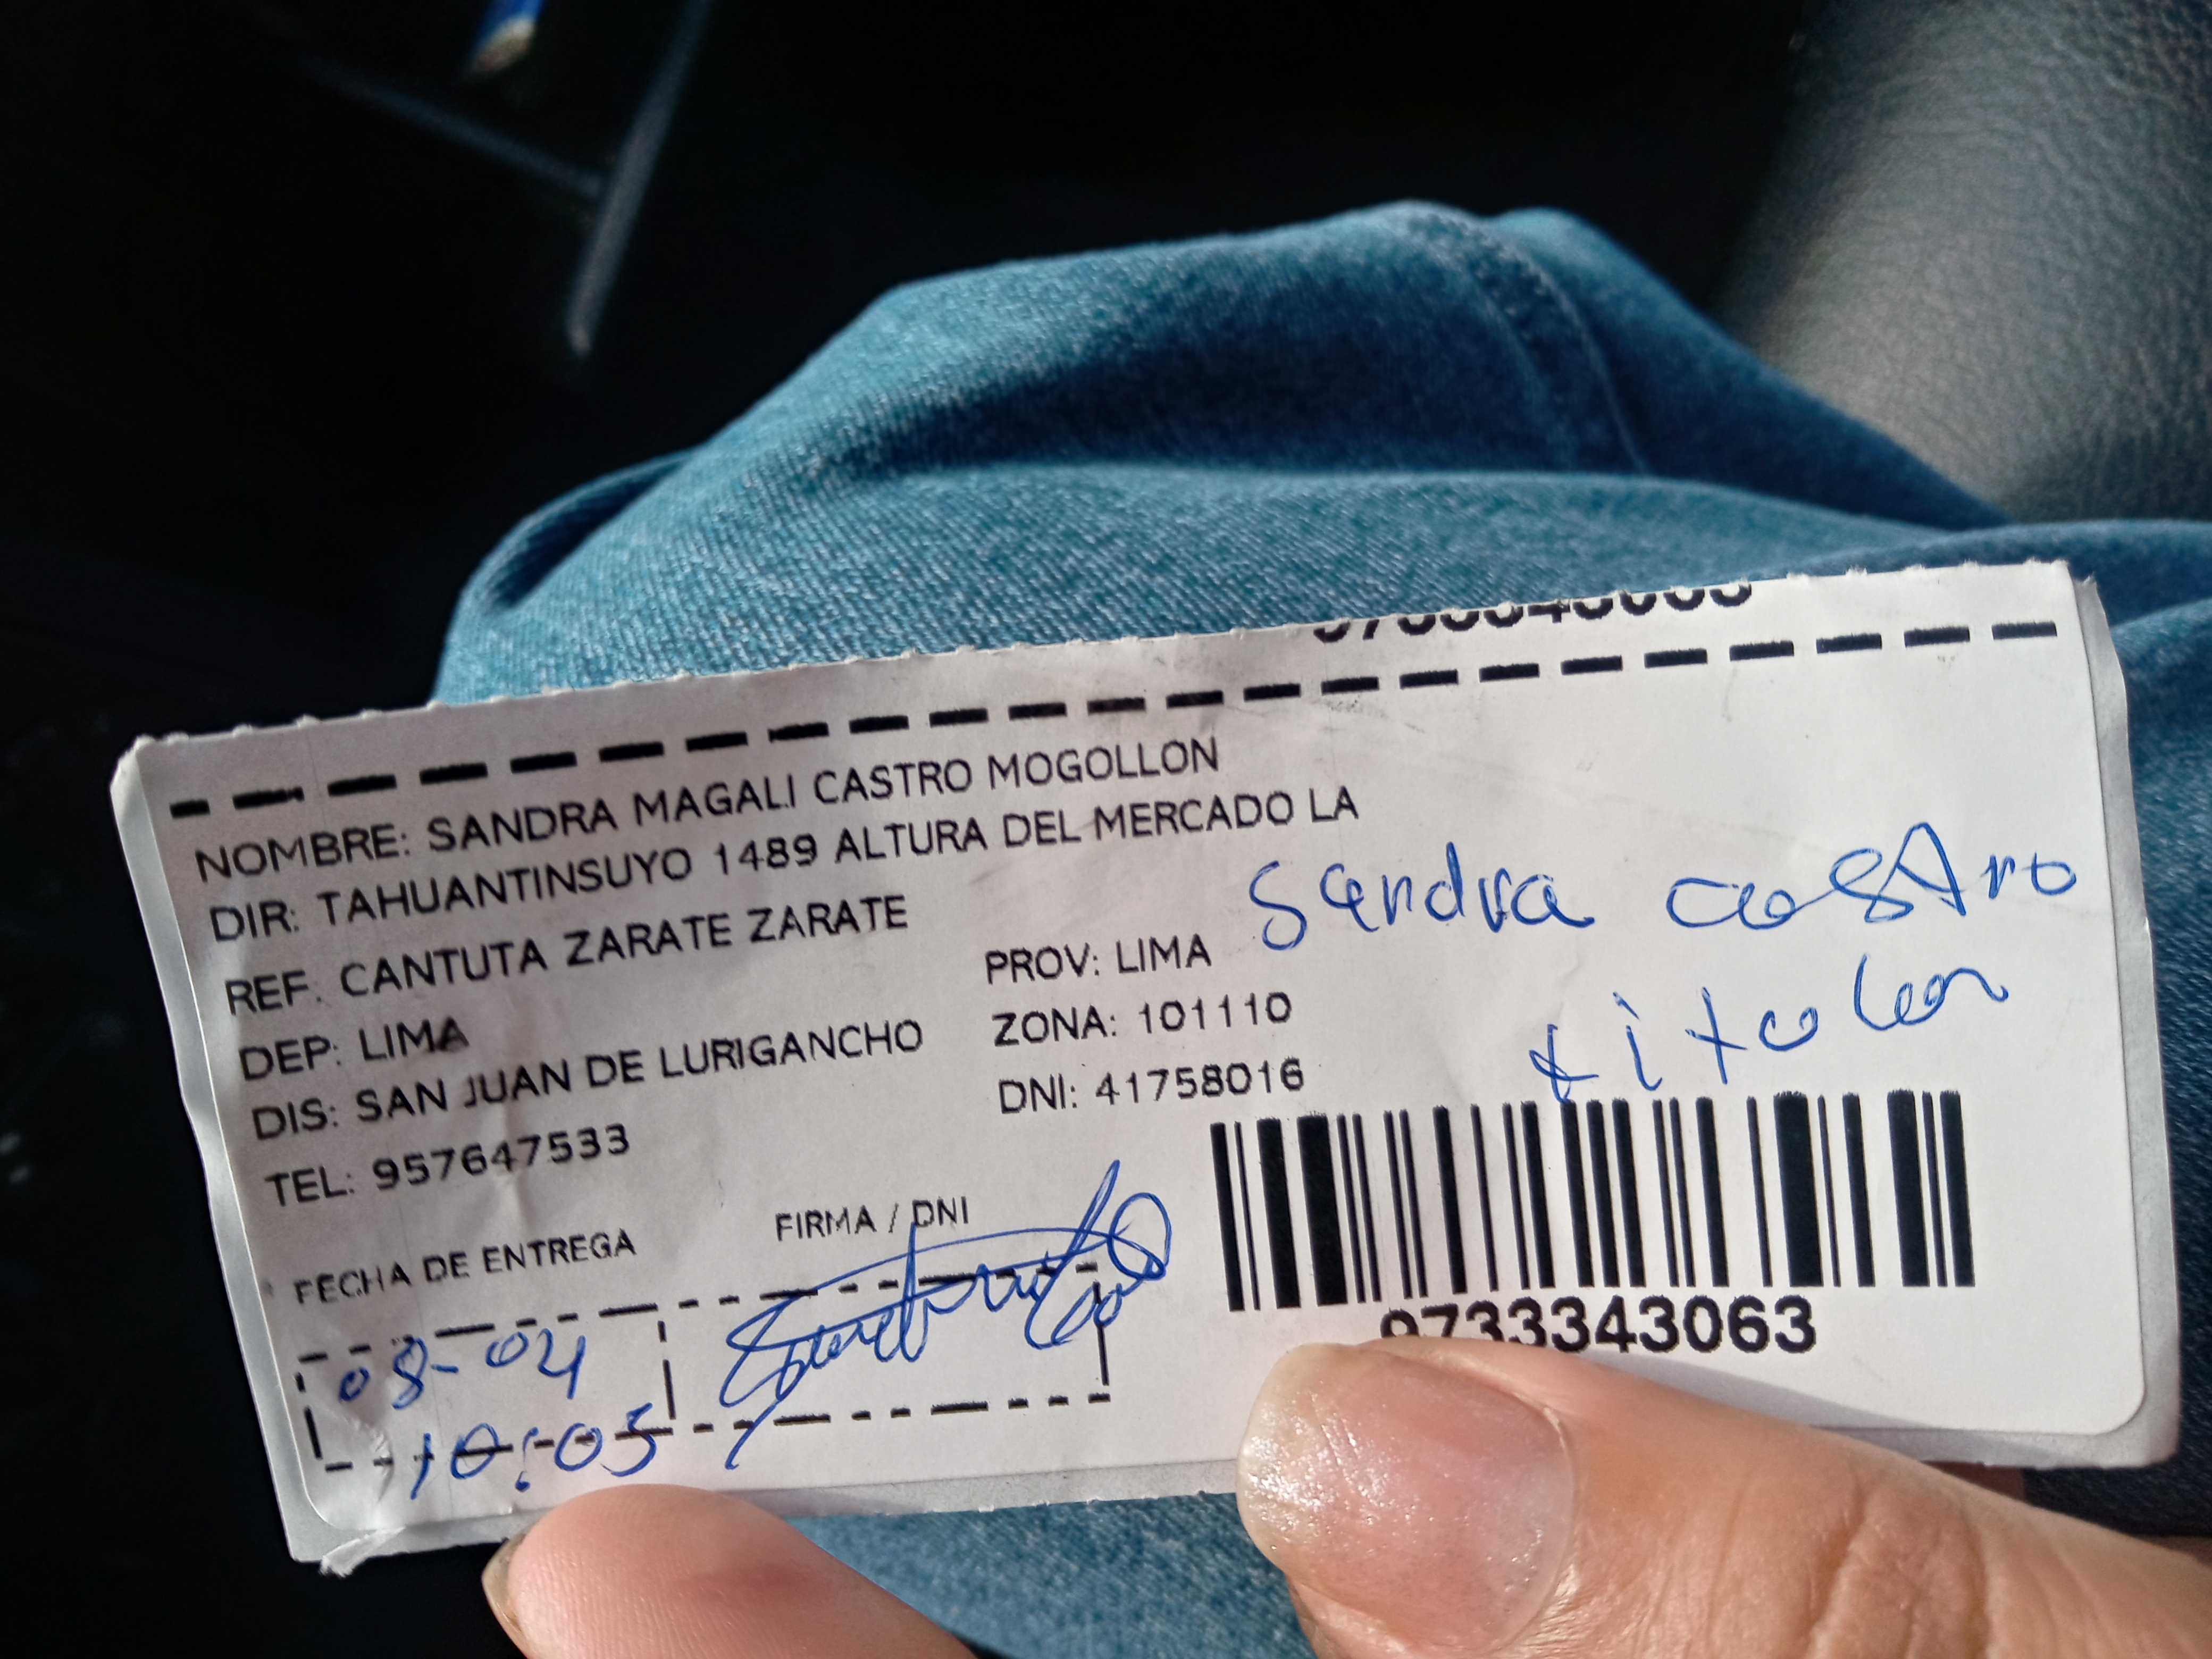 NOMBRE: SANDRA MAGALI CASTRO MOGOLLON
DIR: TAHUANTINSUYO 1489 ALTURA DEL MERCADO LA
REF: CANTUTA ZARATE ZARATE
DEP: LIMA PROV: LIMA
DIS: SAN JUAN DE LURIGANCHO ZONA: 101110
TEL: 957647533 DNI: 41758016
Sandra castro
titular
FECHA DE ENTREGA FIRMA / DNI
08-04
10:05
9733343063